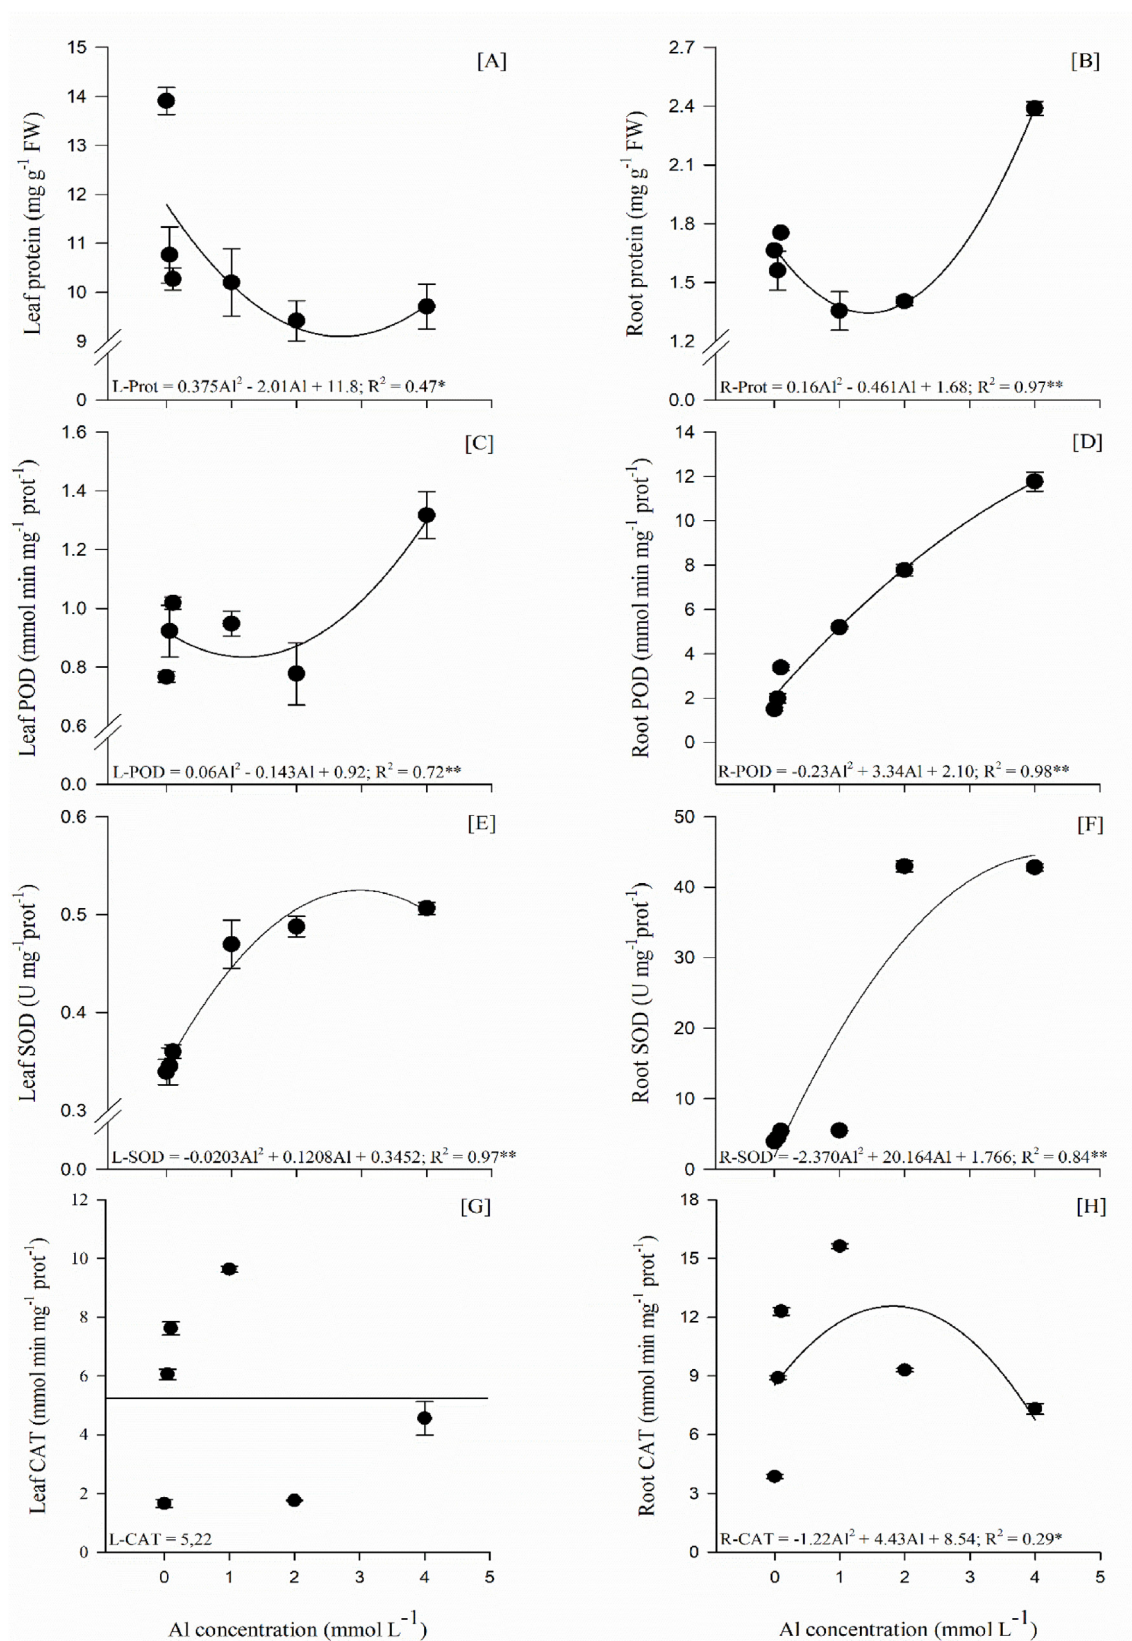 [A]
Leaf protein (mg g⁻¹ FW)
15
14
13
12
11
10
9
0
L-Prot = 0.375Al² - 2.01Al + 11.8; R² = 0.47*
[B]
Root protein (mg g⁻¹ FW)
2.7
2.4
2.1
1.8
1.5
1.2
0.0
R-Prot = 0.16Al² - 0.461Al + 1.68; R² = 0.97**
[C]
Leaf POD (mmol min mg⁻¹ prot⁻¹)
1.6
1.4
1.2
1.0
0.8
0.6
0.0
L-POD = 0.06Al² - 0.143Al + 0.92; R² = 0.72**
[D]
Root POD (mmol min mg⁻¹ prot⁻¹)
14
12
10
8
6
4
2
0
R-POD = -0.23Al² + 3.34Al + 2.10; R² = 0.98**
[E]
Leaf SOD (U mg⁻¹prot⁻¹)
0.6
0.5
0.4
0.3
0.0
L-SOD = -0.0203Al² + 0.1208Al + 0.3452; R² = 0.97**
[F]
Root SOD (U mg⁻¹prot⁻¹)
50
40
30
20
10
0
R-SOD = -2.370Al² + 20.164Al + 1.766; R² = 0.84**
[G]
Leaf CAT (mmol min mg⁻¹ prot⁻¹)
12
10
8
6
4
2
0
L-CAT = 5,22
0 1 2 3 4 5
Al concentration (mmol L⁻¹)
[H]
Root CAT (mmol min mg⁻¹ prot⁻¹)
18
15
12
9
6
3
0
R-CAT = -1.22Al² + 4.43Al + 8.54; R² = 0.29*
0 1 2 3 4 5
Al concentration (mmol L⁻¹)